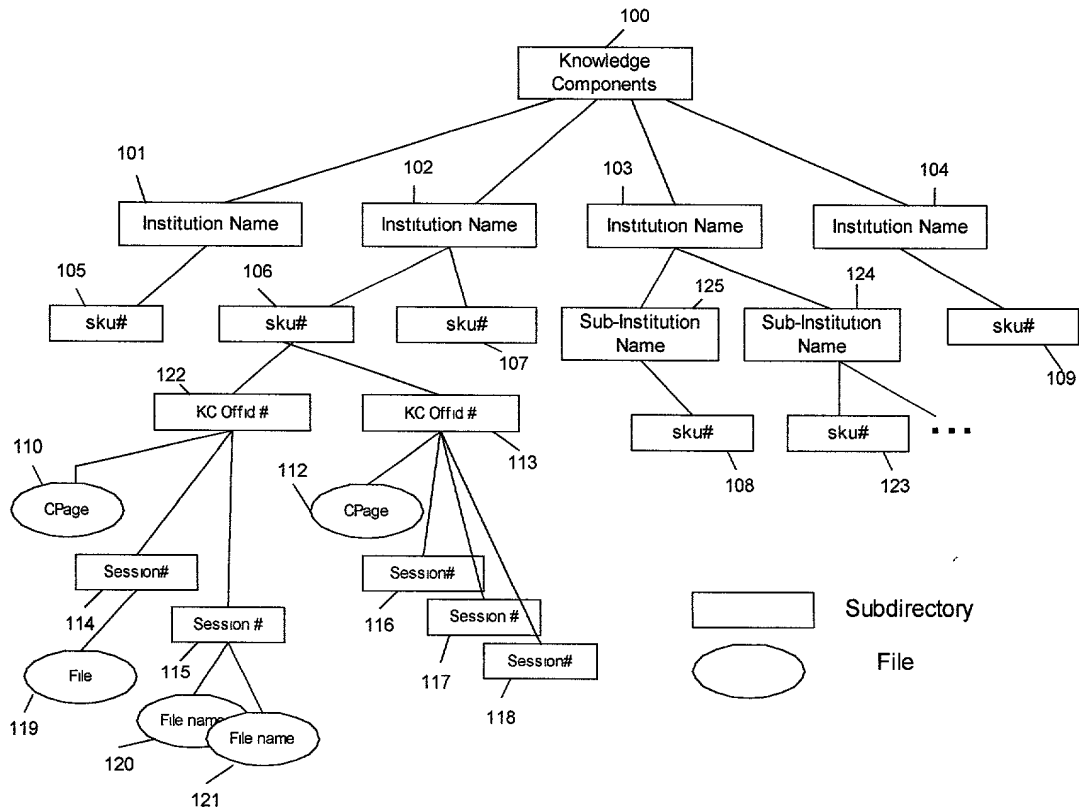 100
Knowledge
Components
101
102
103
104
Institution Name
Institution Name
Institution Name
Institution Name
105
106
125
124
sku#
sku#
sku#
Sub-Institution
Name
Sub-Institution
Name
sku#
107
109
122
KC Offid #
KC Offid #
sku#
sku#
...
110
112
113
108
123
CPage
CPage
Session#
Session#
114
116
Session #
Session #
Subdirectory
115
117
File
Session#
File
119
118
File name
File name
120
121